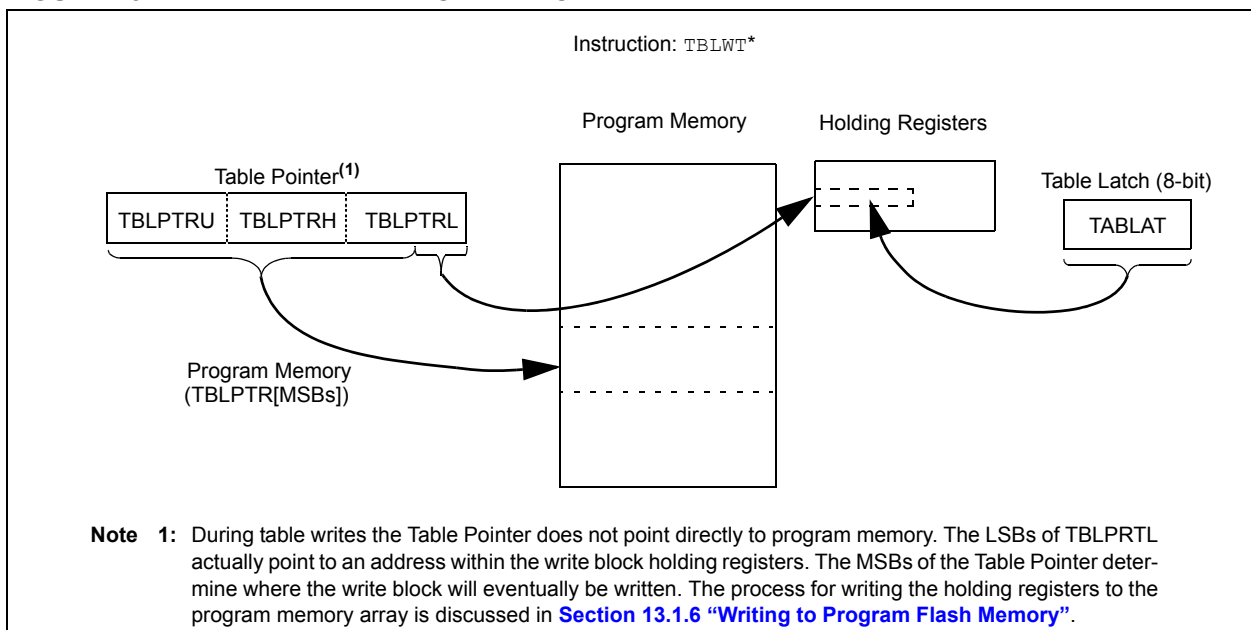 Instruction: TBLWT*
Program Memory
Holding Registers
Table Pointer(1)
Table Latch (8-bit)
TBLPTRU
TBLPTRH
TBLPTRL
TABLAT
Program Memory
(TBLPTR[MSBs])
Note 1: During table writes the Table Pointer does not point directly to program memory. The LSBs of TBLPRTL
actually point to an address within the write block holding registers. The MSBs of the Table Pointer deter-
mine where the write block will eventually be written. The process for writing the holding registers to the
program memory array is discussed in Section 13.1.6 “Writing to Program Flash Memory”.